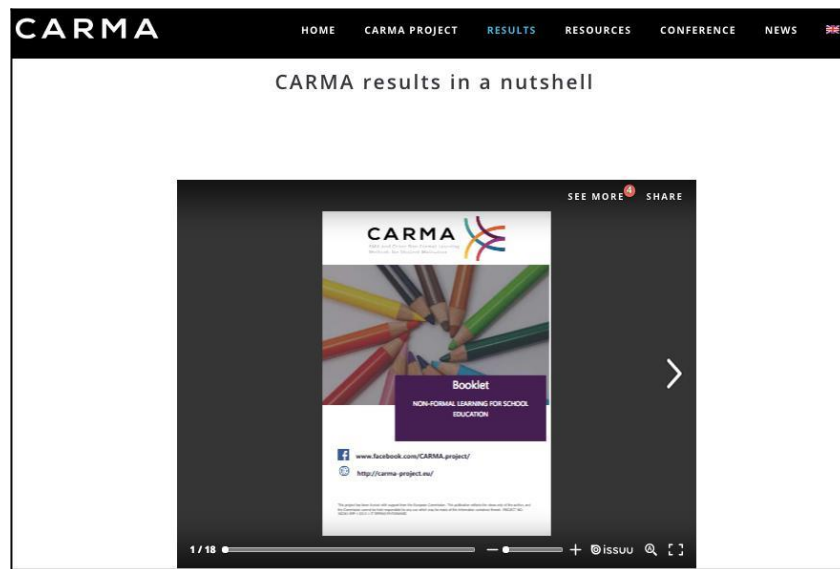 CARMA
HOME CARMA PROJECT RESULTS RESOURCES CONFERENCE NEWS
CARMA results in a nutshell
SEE MORE 4 SHARE
CARMA
Booklet
NON-FORMAL LEARNING FOR SCHOOL
EDUCATION
www.facebook.com/CARMA.project/
http://carma-project.eu/
1 / 18
issuu